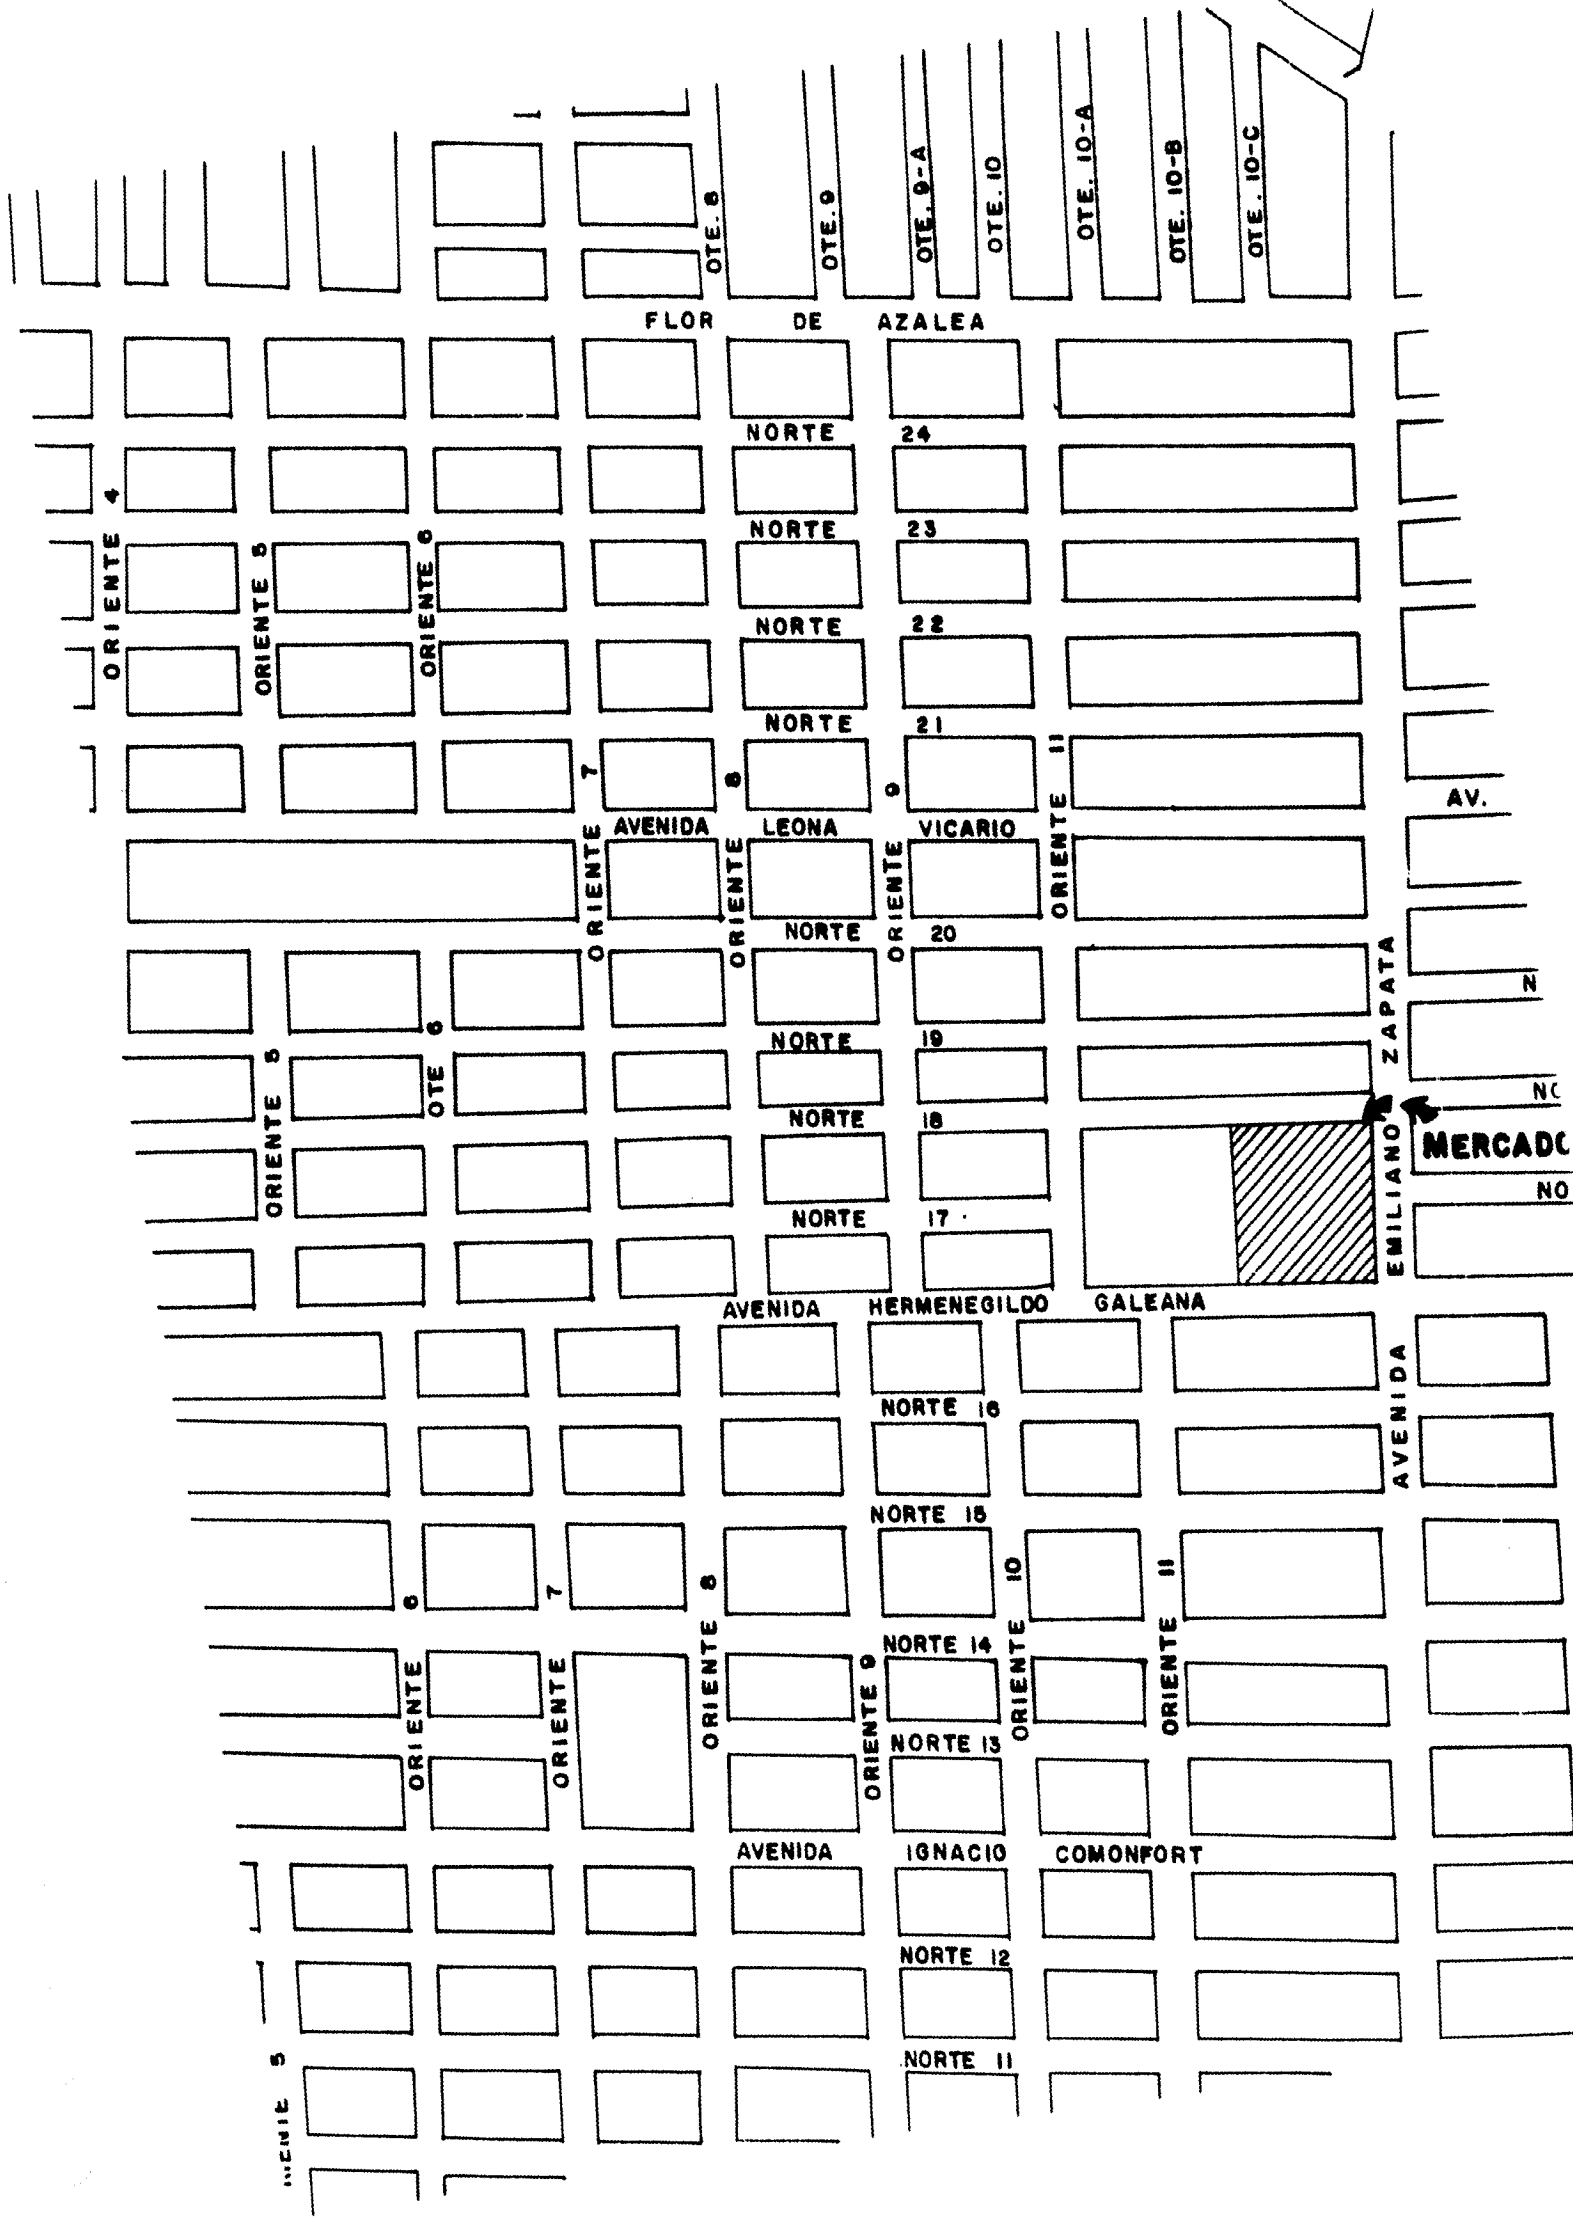 OTE. 8
OTE. 9
OTE. 9-A
OTE. 10
OTE. 10-A
OTE. 10-B
OTE. 10-C
FLOR DE AZALEA
NORTE 24
NORTE 23
NORTE 22
NORTE 21
ORIENTE 4
ORIENTE 5
ORIENTE 6
ORIENTE 7
ORIENTE 8
ORIENTE 9
ORIENTE 11
AV.
AVENIDA LEONA VICARIO
NORTE 20
N
NORTE 19
NO
NORTE 18
MERCADO
NO
NORTE 17
ORIENTE 5
OTE 6
AVENIDA EMILIANO ZAPATA
AVENIDA HERMENEGILDO GALEANA
NORTE 16
NORTE 15
NORTE 14
NORTE 13
ORIENTE 6
ORIENTE 7
ORIENTE 8
ORIENTE 9
ORIENTE 10
ORIENTE 11
AVENIDA IGNACIO COMONFORT
NORTE 12
NORTE 11
5